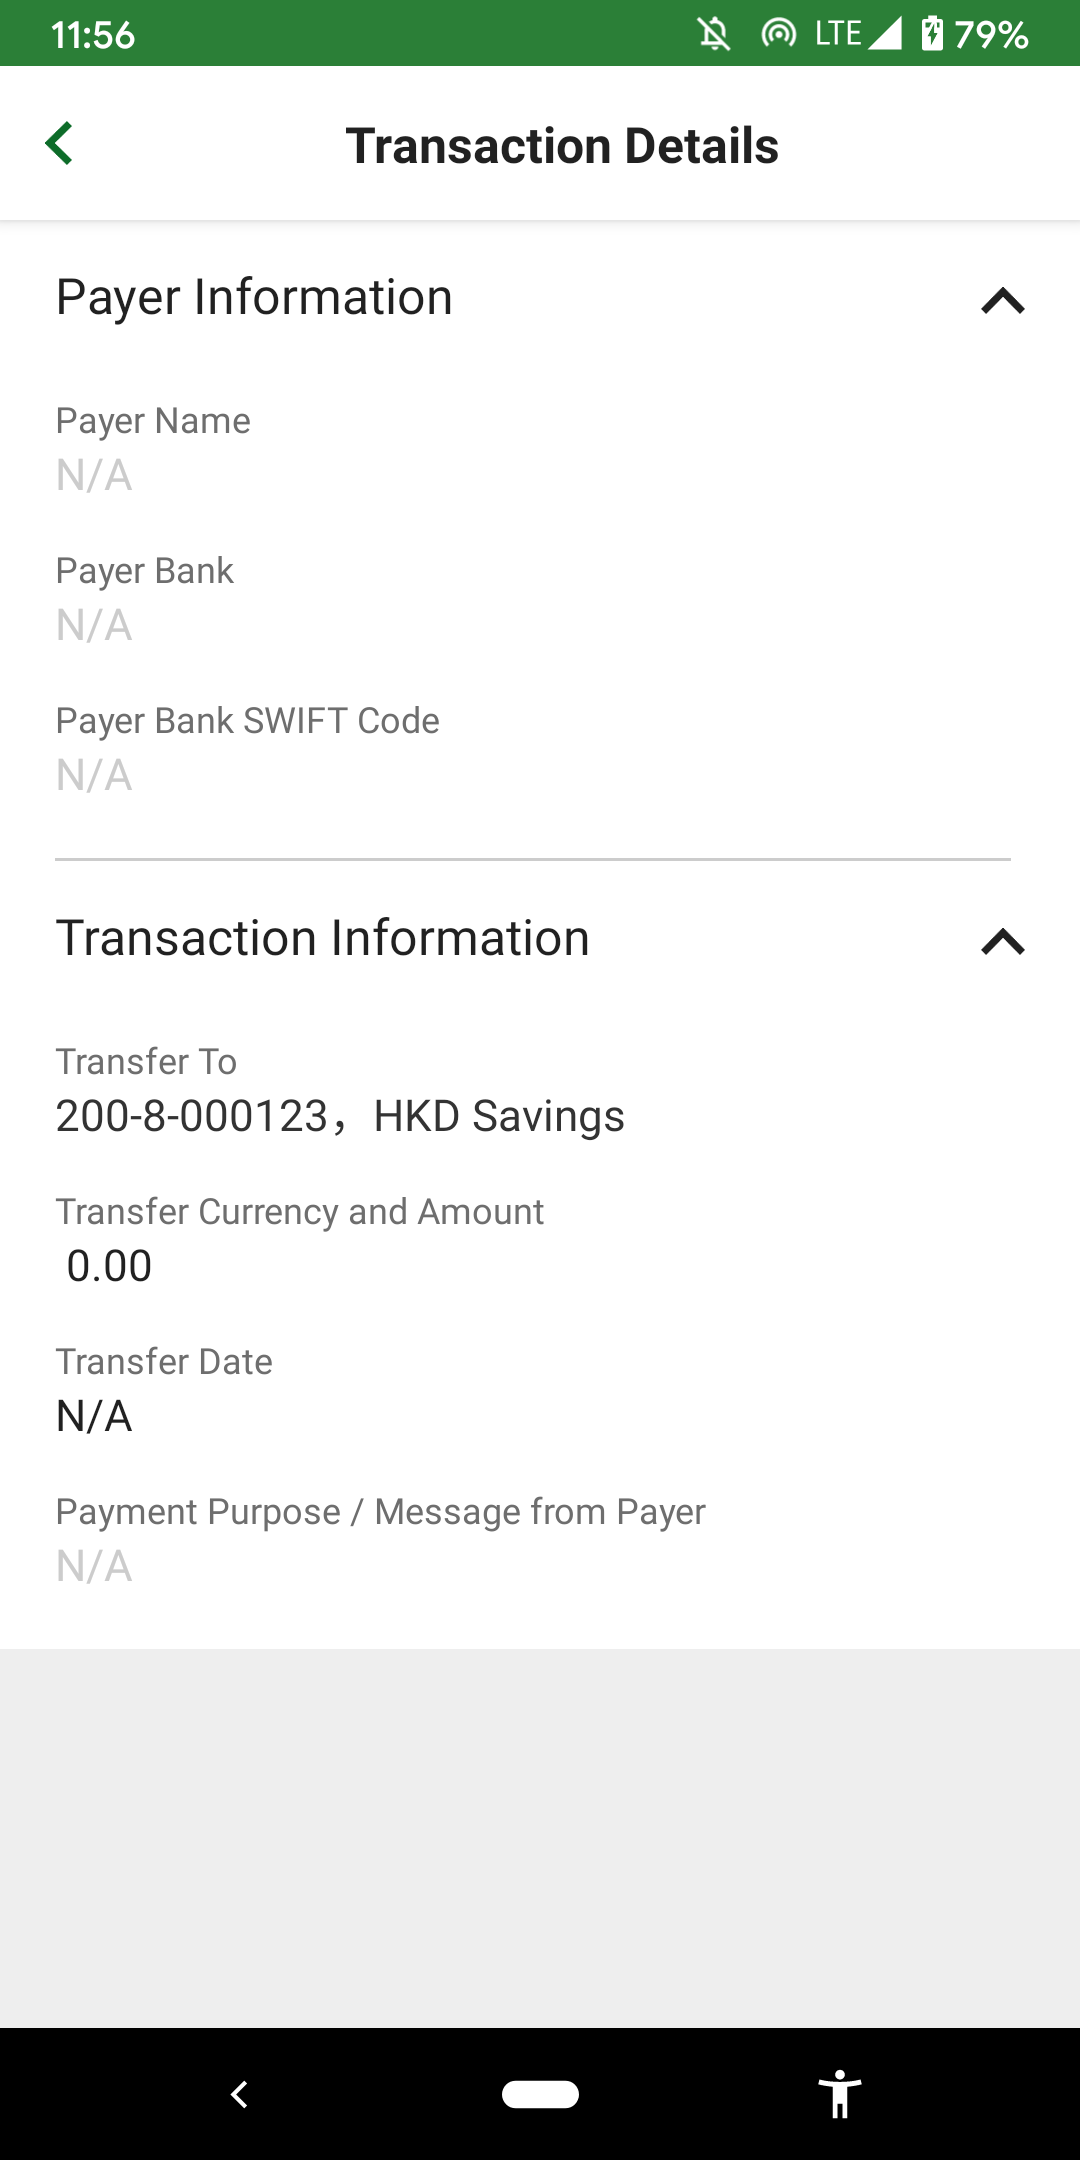 11:56 LTE 79%
Transaction Details
Payer Information
Payer Name
N/A
Payer Bank
N/A
Payer Bank SWIFT Code
N/A
Transaction Information
Transfer To
200-8-000123，HKD Savings
Transfer Currency and Amount
0.00
Transfer Date
N/A
Payment Purpose / Message from Payer
N/A